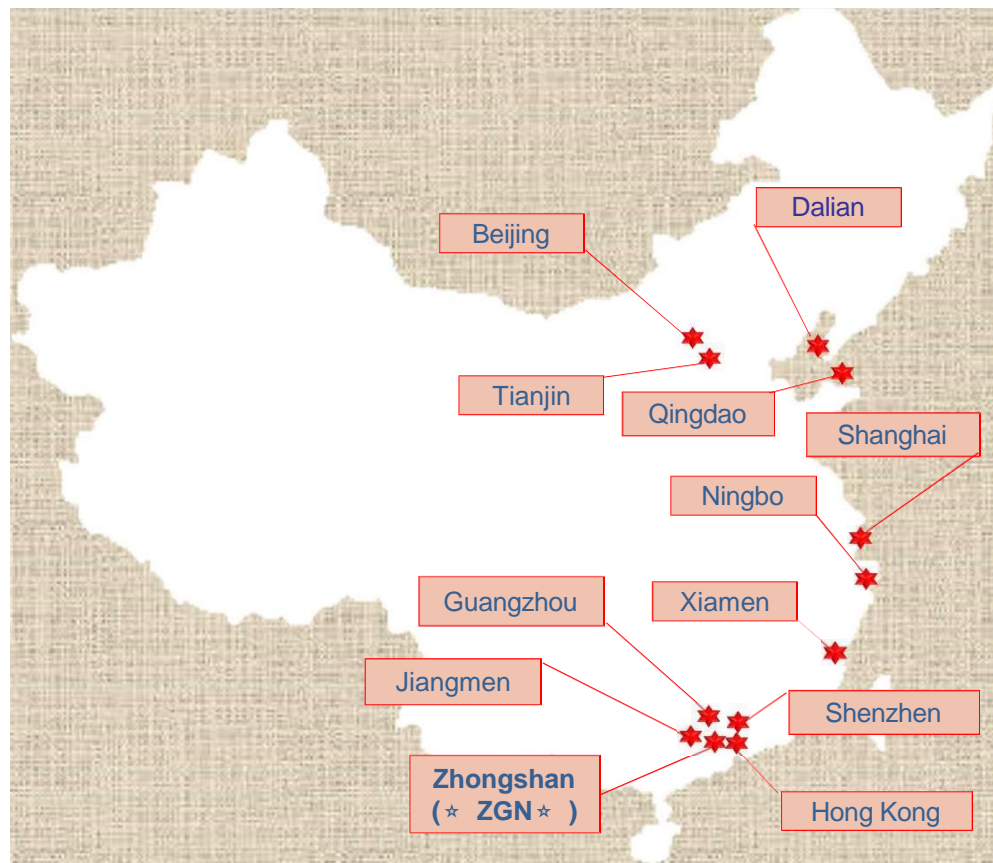 Dalian
Beijing
Tianjin
Qingdao
Shanghai
Ningbo
Guangzhou
Xiamen
Jiangmen
Shenzhen
Zhongshan
(☆ ZGN☆ )
Hong Kong